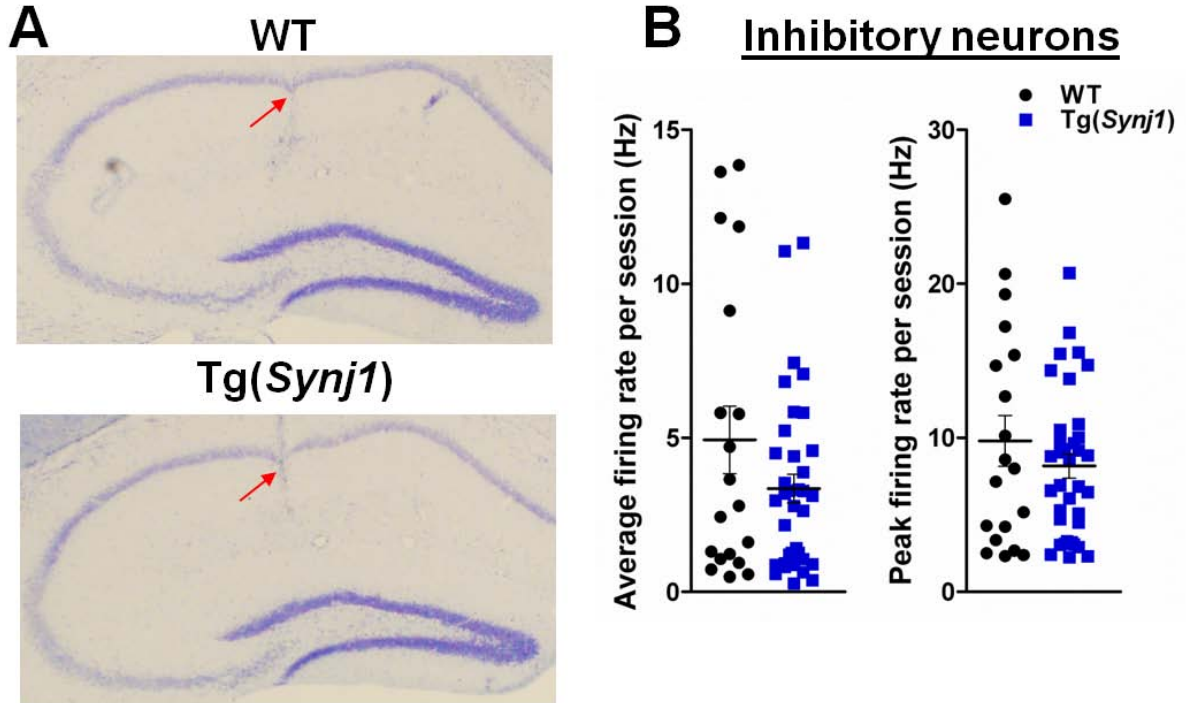 A
WT
Tg(Synj1)
B
Inhibitory neurons
WT
Tg(Synj1)
Average firing rate per session (Hz)
15
10
5
0
Peak firing rate per session (Hz)
30
20
10
0